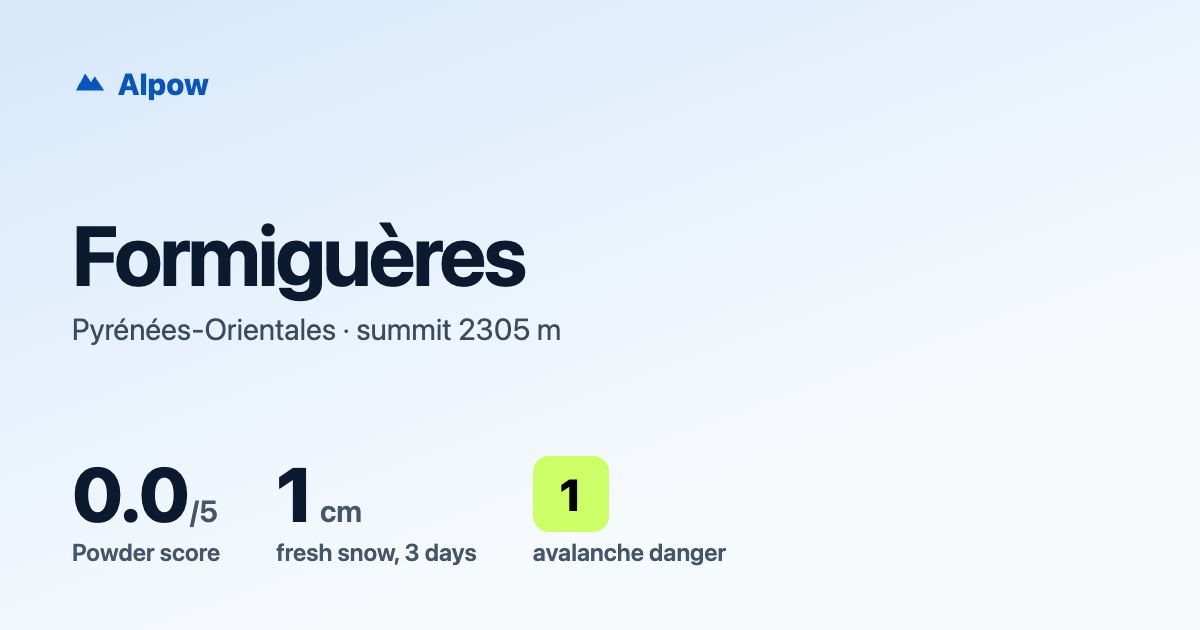 Alpow
Formiguères
Pyrénées-Orientales · summit 2305 m
0.0/5 1 cm 1
Powder score fresh snow, 3 days avalanche danger